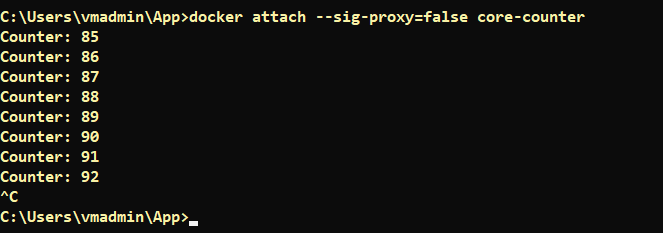 C:\Users\vmadmin\App>docker attach --sig-proxy=false core-counter
Counter: 85
Counter: 86
Counter: 87
Counter: 88
Counter: 89
Counter: 90
Counter: 91
Counter: 92
^C
C:\Users\vmadmin\App>